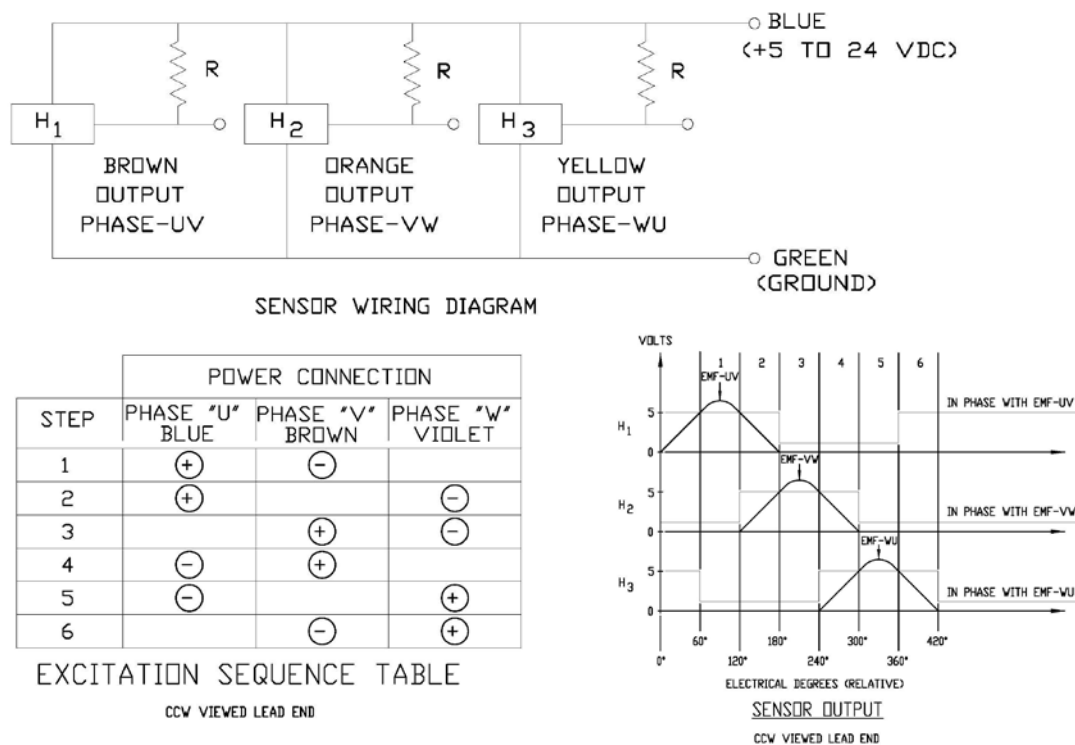 BLUE
(+5 TO 24 VDC)
R
R
R
H1
H2
H3
BROWN
OUTPUT
PHASE-UV
ORANGE
OUTPUT
PHASE-VW
YELLOW
OUTPUT
PHASE-WU
GREEN
(GROUND)
SENSOR WIRING DIAGRAM
POWER CONNECTION
STEP PHASE "U" BLUE PHASE "V" BROWN PHASE "W" VIOLET
1 + -
2 + -
3 + -
4 - +
5 - +
6 - +
EXCITATION SEQUENCE TABLE
CCW VIEWED LEAD END
VOLTS
1 2 3 4 5 6
EMF-UV
IN PHASE WITH EMF-UV
5
H1
0
EMF-VW
5
H2
IN PHASE WITH EMF-VW
0
EMF-WU
5
H3
IN PHASE WITH EMF-WU
0
60° 180° 300° 420°
0° 120° 240° 360°
ELECTRICAL DEGREES (RELATIVE)
SENSOR OUTPUT
CCW VIEWED LEAD END